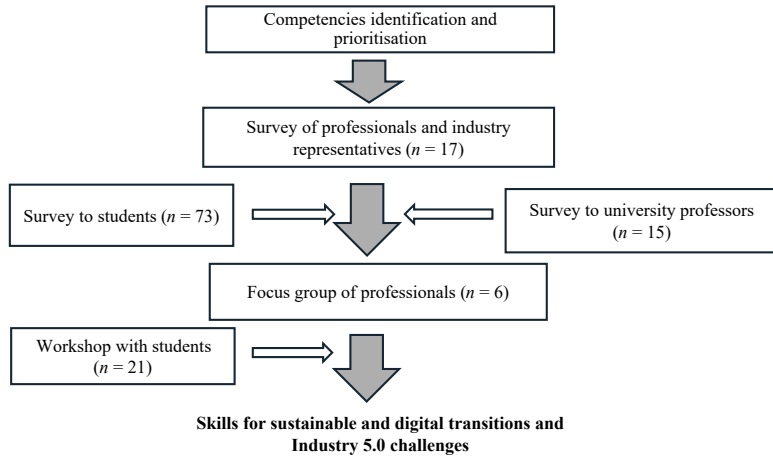 Competencies identification and
prioritisation
Survey of professionals and industry
representatives (n = 17)
Survey to students (n = 73)
Survey to university professors
(n = 15)
Focus group of professionals (n = 6)
Workshop with students
(n = 21)
Skills for sustainable and digital transitions and
Industry 5.0 challenges